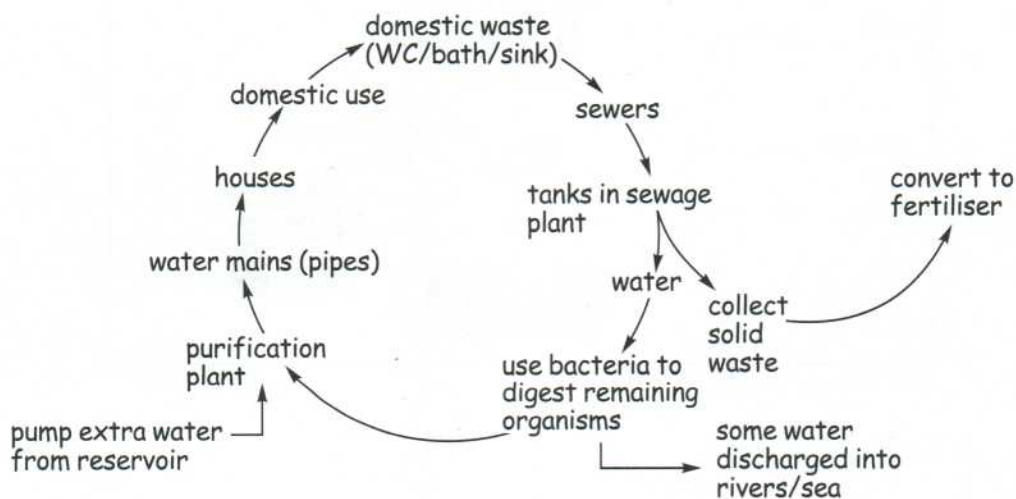 domestic waste
(WC/bath/sink)
domestic use
sewers
houses
tanks in sewage
plant
convert to
fertiliser
water mains (pipes)
water
collect
solid
waste
purification
plant
use bacteria to
digest remaining
organisms
pump extra water
from reservoir
some water
discharged into
rivers/sea